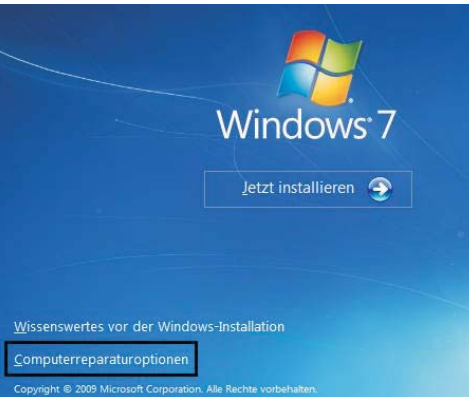 Windows 7
Jetzt installieren
Wissenswertes vor der Windows-Installation
Computerreparaturoptionen
Copyright © 2009 Microsoft Corporation. Alle Rechte vorbehalten.